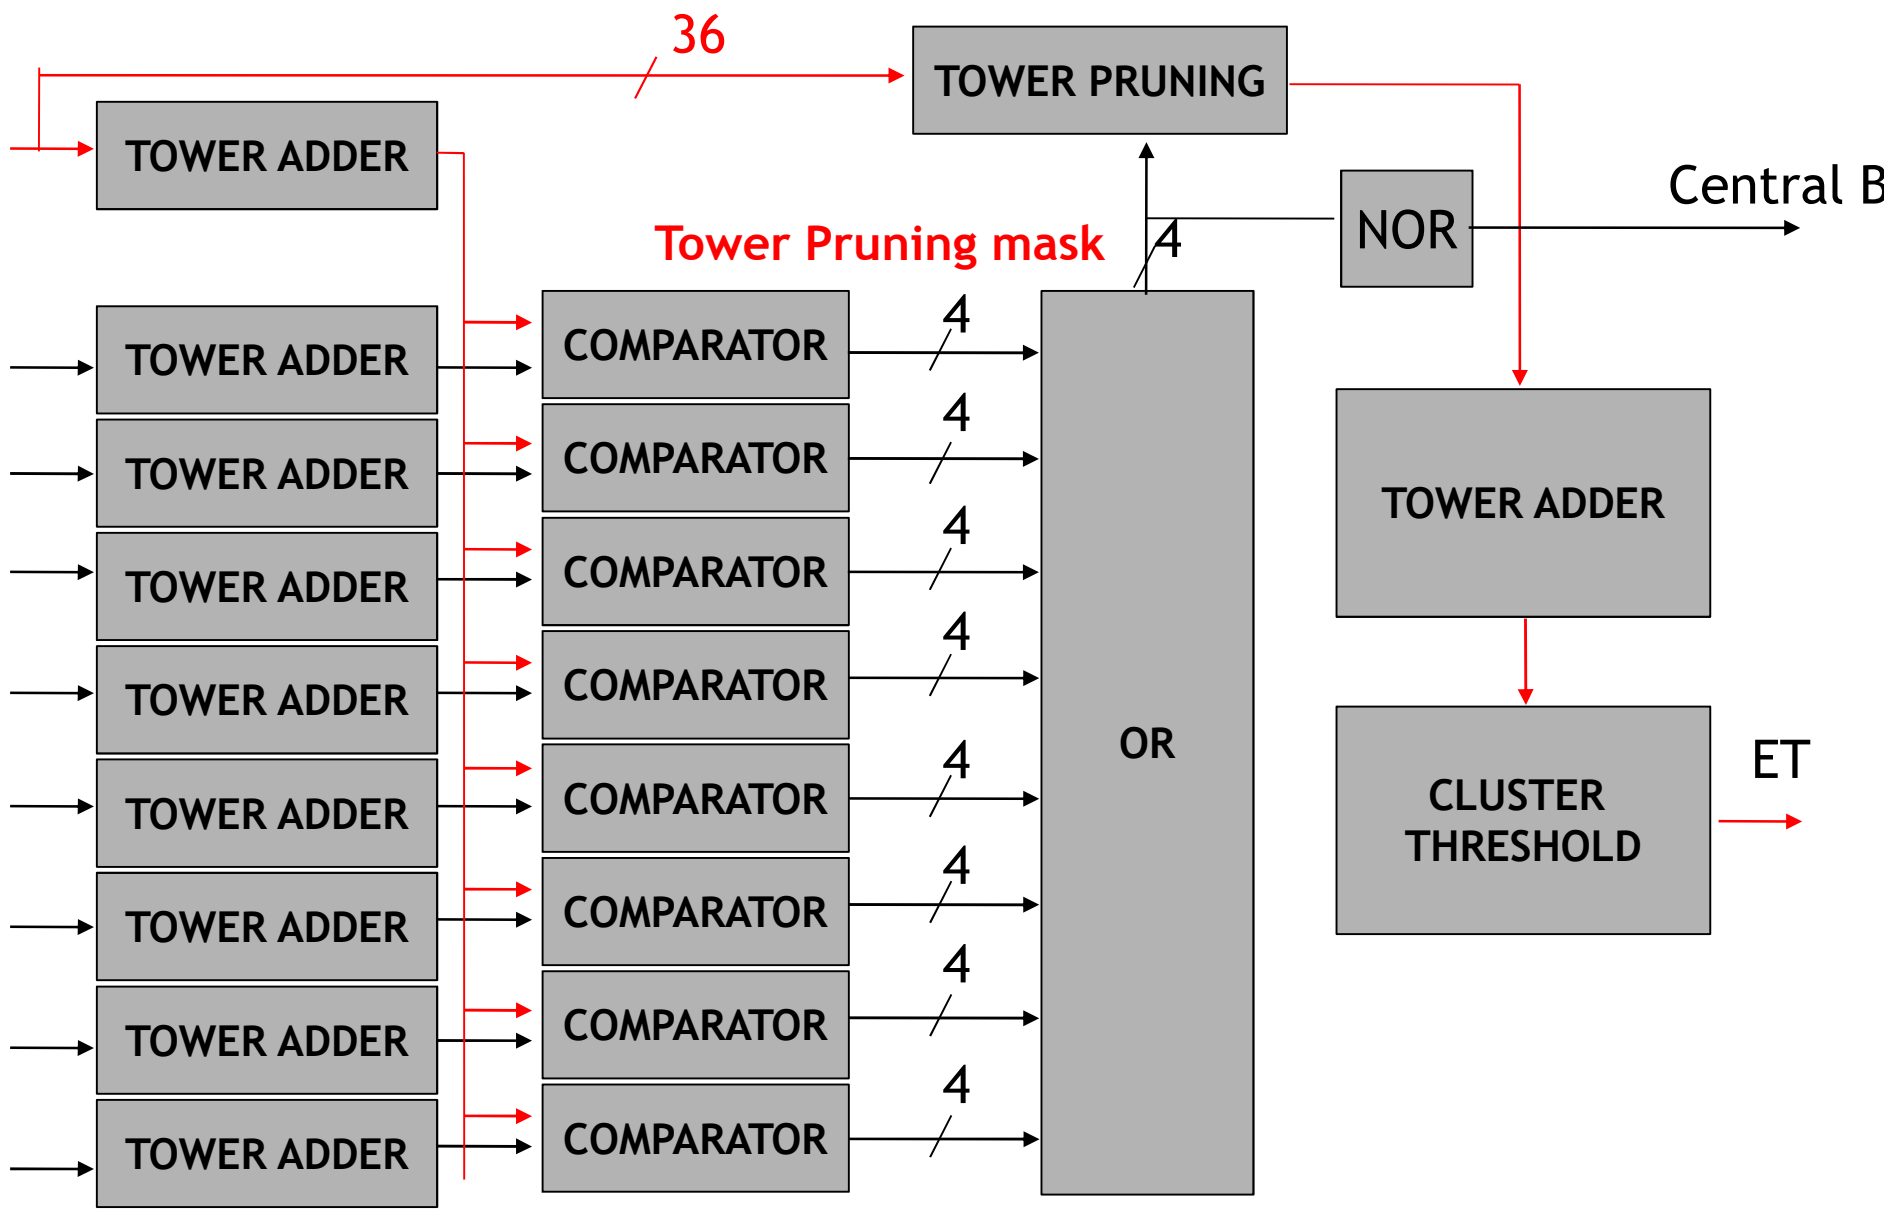 36
TOWER PRUNING
TOWER ADDER
Central B
NOR
Tower Pruning mask
4
4
TOWER ADDER
COMPARATOR
4
TOWER ADDER
COMPARATOR
TOWER ADDER
4
TOWER ADDER
COMPARATOR
4
TOWER ADDER
COMPARATOR
OR
4
ET
TOWER ADDER
COMPARATOR
CLUSTER
THRESHOLD
4
TOWER ADDER
COMPARATOR
4
TOWER ADDER
COMPARATOR
4
TOWER ADDER
COMPARATOR